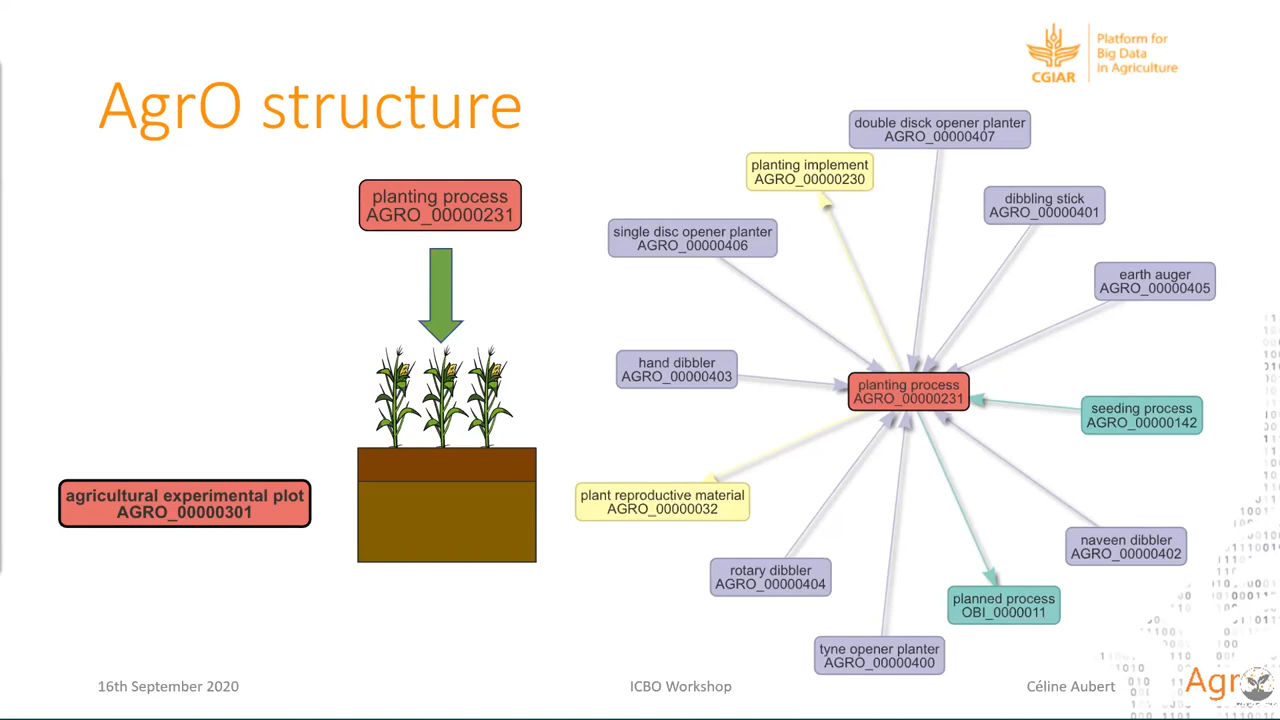 CGIAR
Platform for
Big Data
in Agriculture
AgrO structure
planting process
AGRO_00000231
agricultural experimental plot
AGRO_00000301
double disck opener planter
AGRO_00000407
planting implement
AGRO_00000230
dibbling stick
AGRO_00000401
single disc opener planter
AGRO_00000406
earth auger
AGRO_00000405
hand dibbler
AGRO_00000403
planting process
AGRO_00000231
seeding process
AGRO_00000142
plant reproductive material
AGRO_00000032
naveen dibbler
AGRO_00000402
rotary dibbler
AGRO_00000404
planned process
OBI_0000011
tyne opener planter
AGRO_00000400
16th September 2020
ICBO Workshop
Céline Aubert